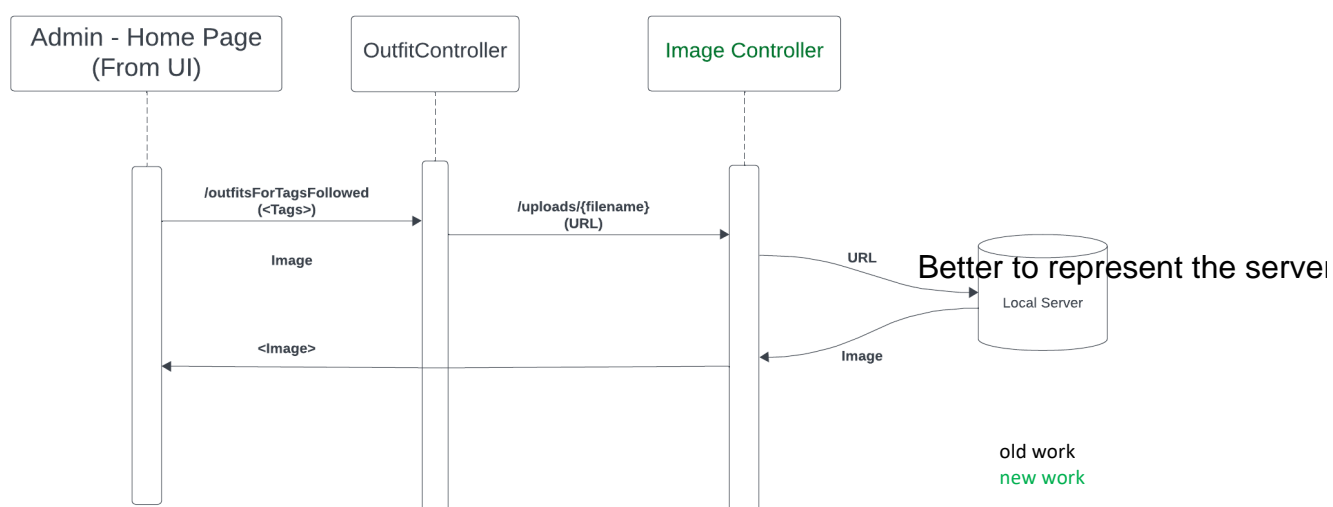 Admin - Home Page
(From UI)
OutfitController
Image Controller
/outfitsForTagsFollowed
(<Tags>)
/uploads/{filename}
(URL)
Image
URL
Better to represent the server
Local Server
<Image>
Image
old work
new work